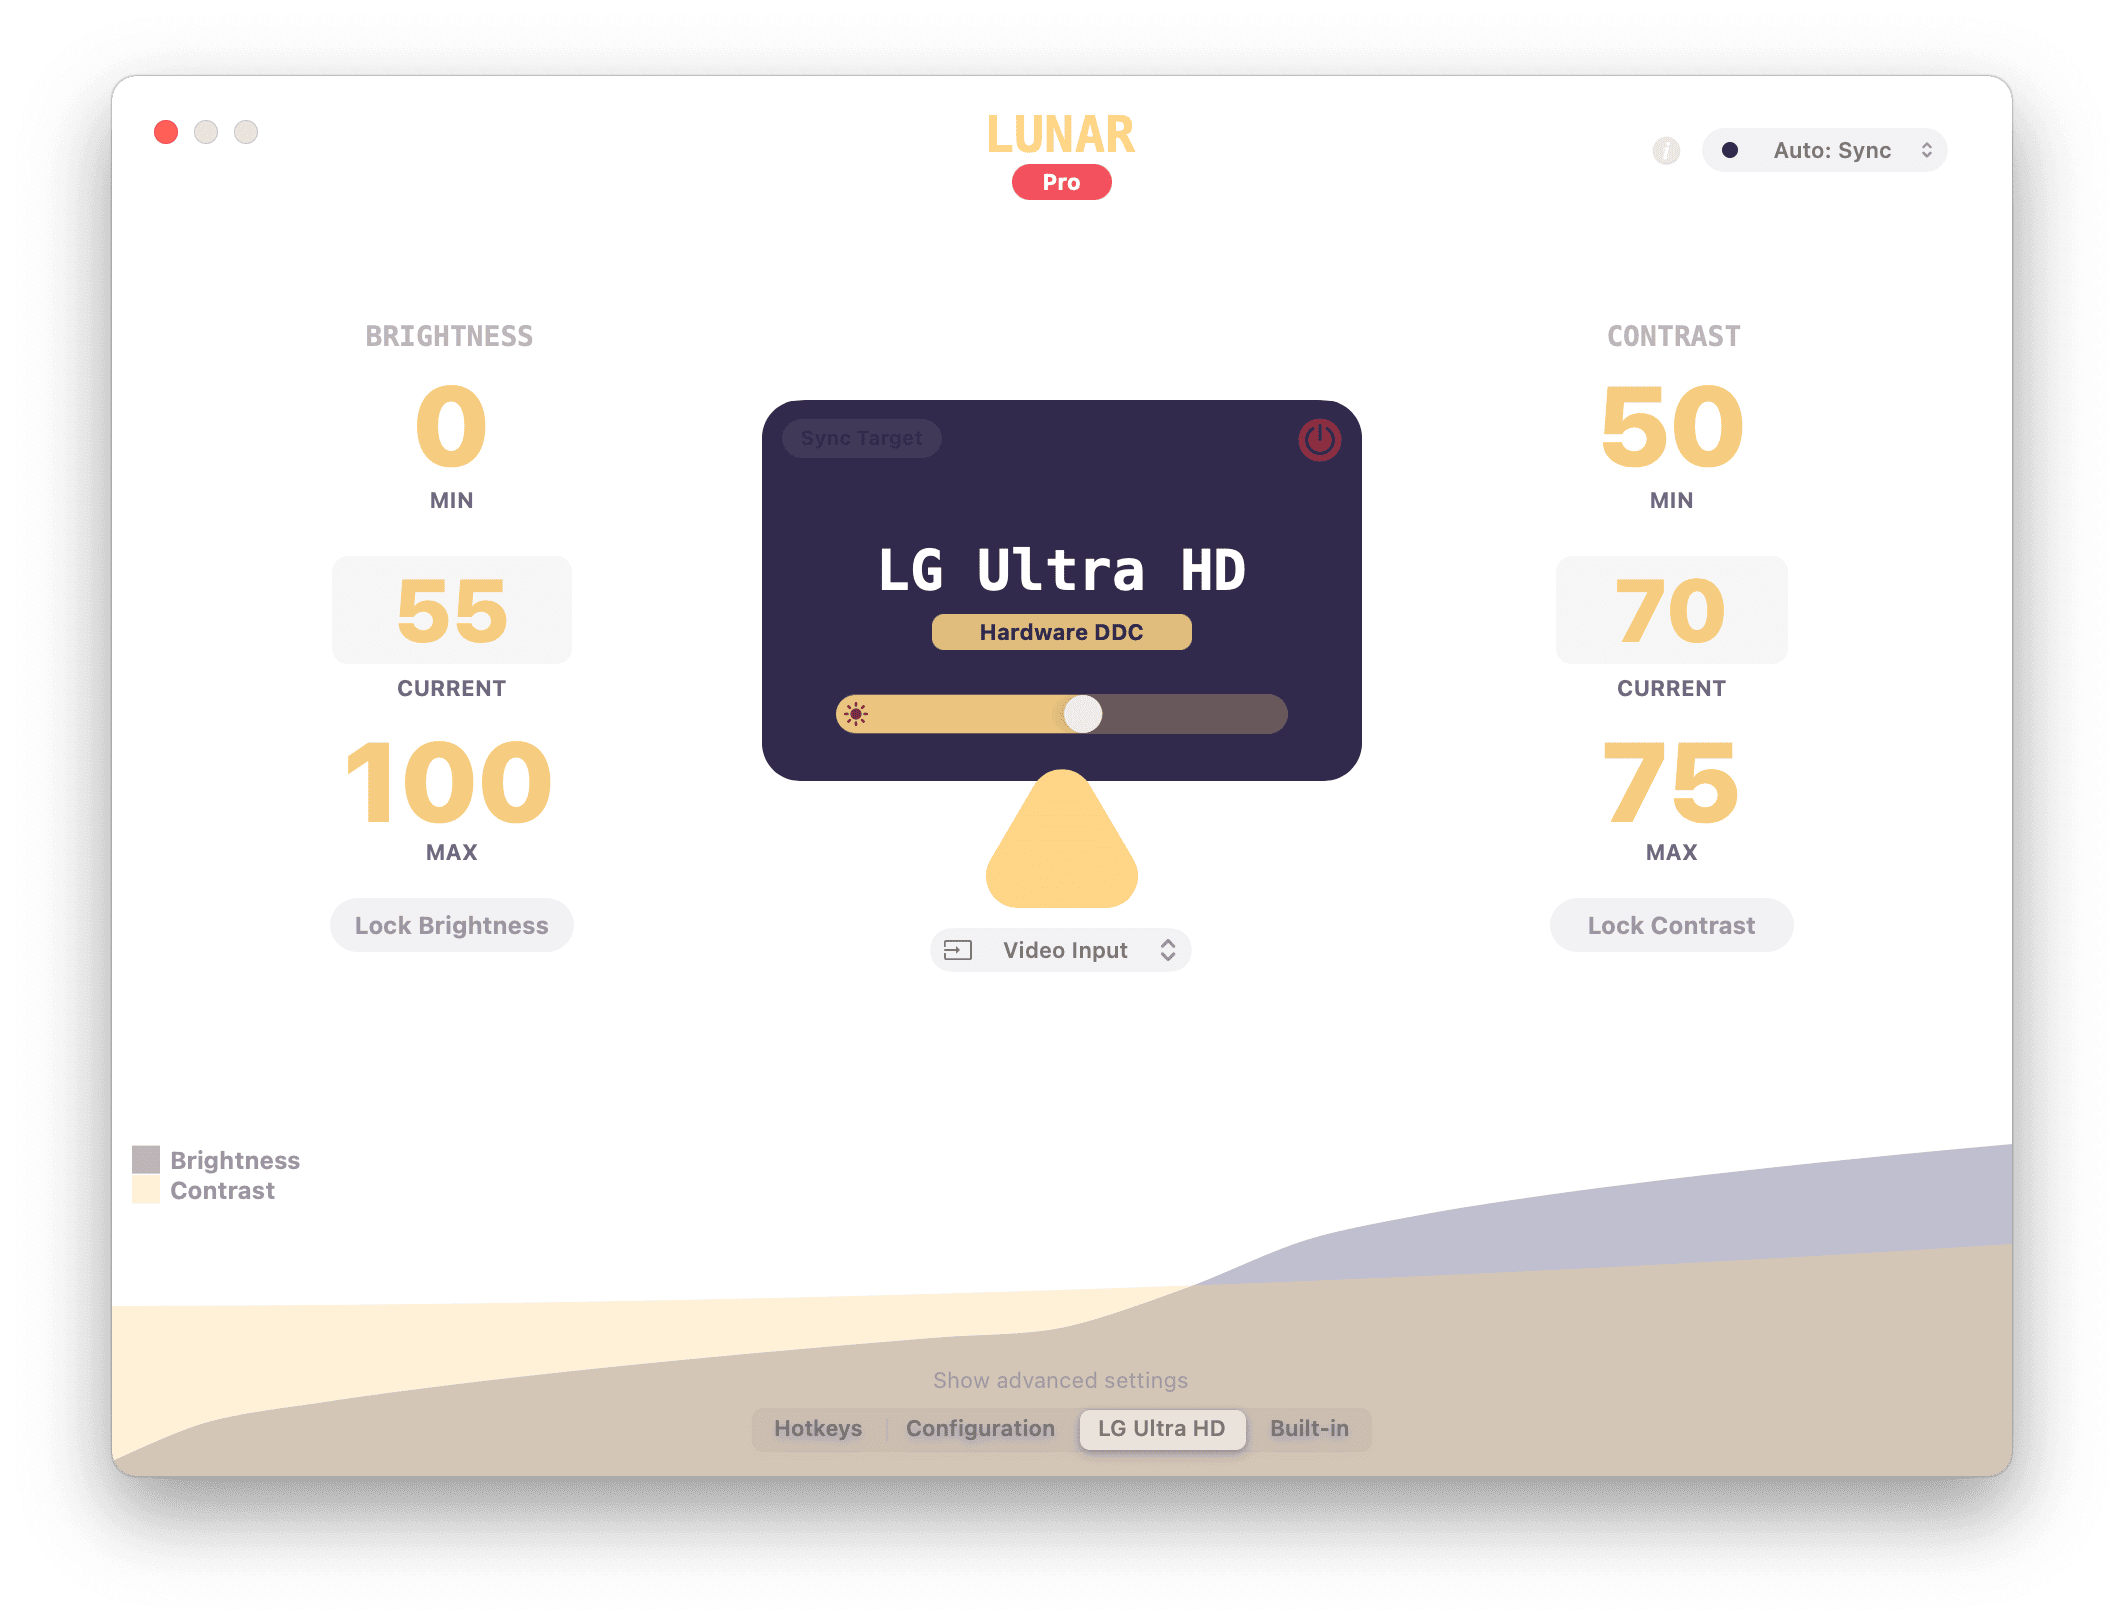 LUNAR
Pro
Auto: Sync
BRIGHTNESS
0
MIN
55
CURRENT
100
MAX
Lock Brightness
Sync Target
LG Ultra HD
Hardware DDC
Video Input
CONTRAST
50
MIN
70
CURRENT
75
MAX
Lock Contrast
Brightness
Contrast
Show advanced settings
Hotkeys Configuration LG Ultra HD Built-in